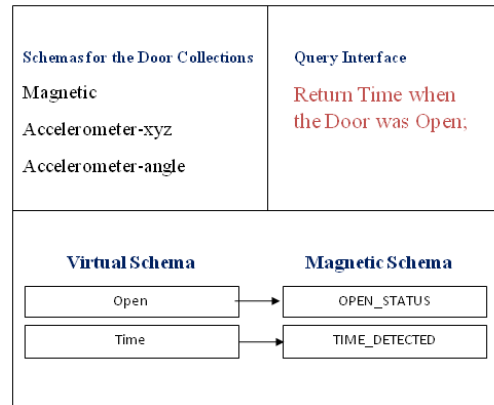 Schemas for the Door Collections
Magnetic
Accelerometer-xyz
Accelerometer-angle
Query Interface
Return Time when
the Door was Open;
Virtual Schema
Magnetic Schema
Open
OPEN_STATUS
Time
TIME_DETECTED